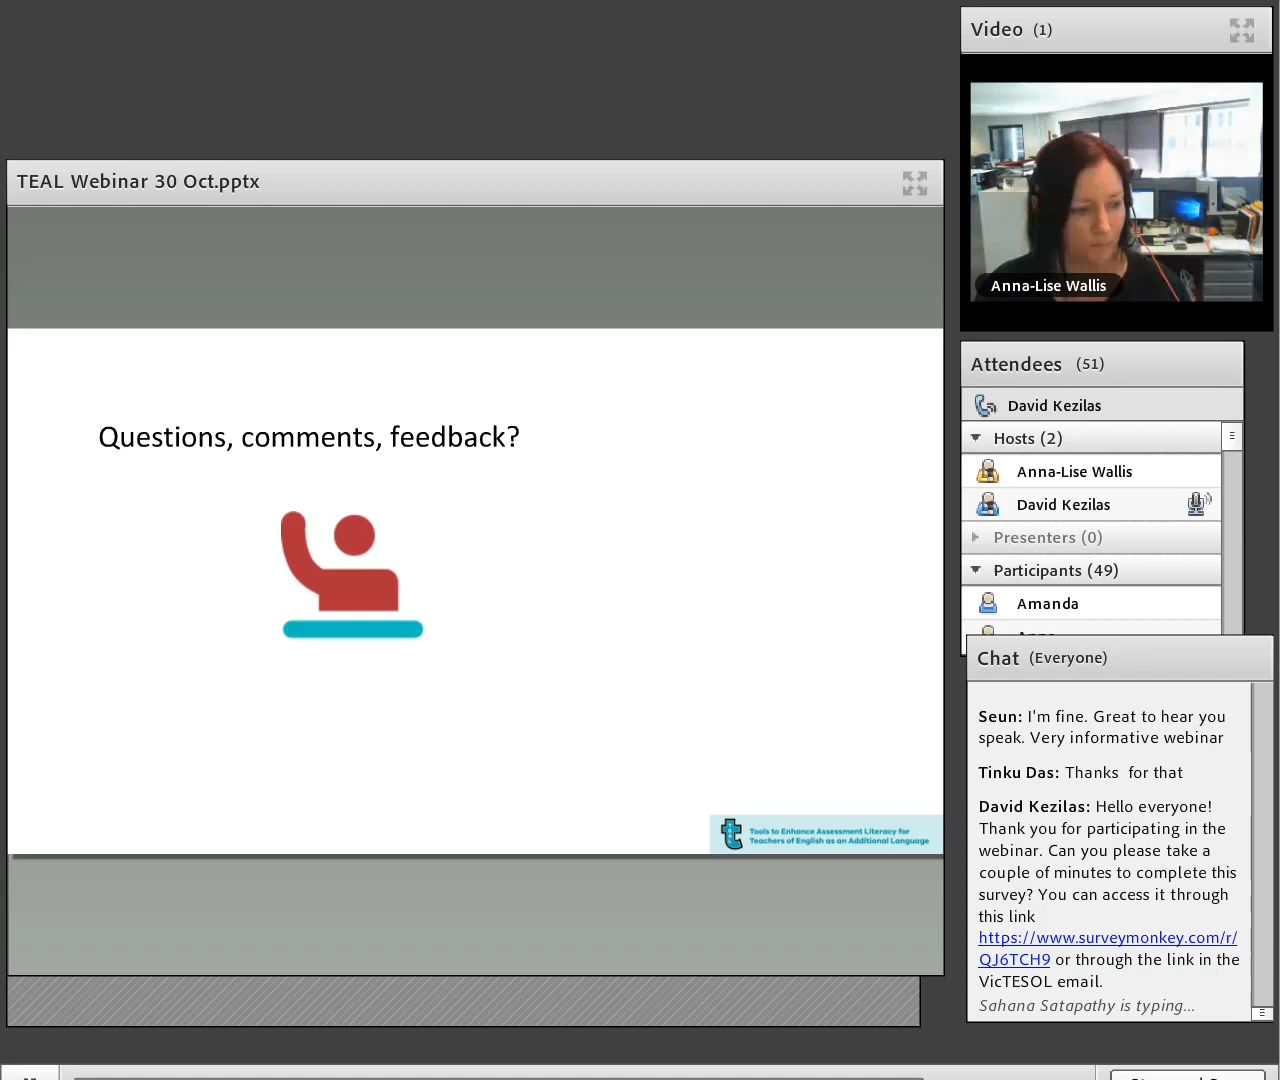 Video (1)
Anna-Lise Wallis
TEAL Webinar 30 Oct.pptx
Questions, comments, feedback?
Tools to Enhance Assessment Literacy for
Teachers of English as an Additional Language
Attendees (51)
David Kezilas
Hosts (2)
Anna-Lise Wallis
David Kezilas
Presenters (0)
Participants (49)
Amanda
Chat (Everyone)
Seun: I'm fine. Great to hear you
speak. Very informative webinar
Tinku Das: Thanks for that
David Kezilas: Hello everyone!
Thank you for participating in the
webinar. Can you please take a
couple of minutes to complete this
survey? You can access it through
this link
https://www.surveymonkey.com/r/
QJ6TCH9 or through the link in the
VicTESOL email.
Sahana Satapathy is typing...